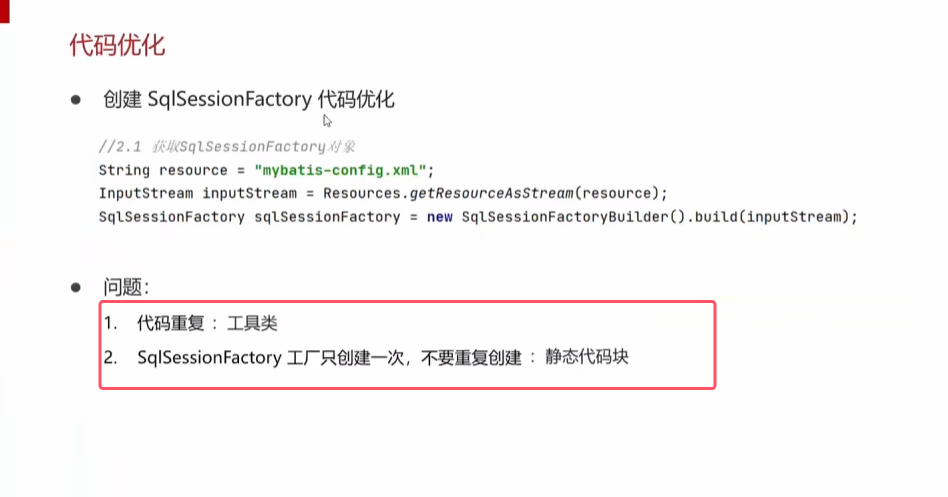 代码优化
● 创建 SqlSessionFactory 代码优化
//2.1 获取SqlSessionFactory对象
String resource = "mybatis-config.xml";
InputStream inputStream = Resources.getResourceAsStream(resource);
SqlSessionFactory sqlSessionFactory = new SqlSessionFactoryBuilder().build(inputStream);
● 问题：
1. 代码重复 ：工具类
2. SqlSessionFactory 工厂只创建一次，不要重复创建 ：静态代码块